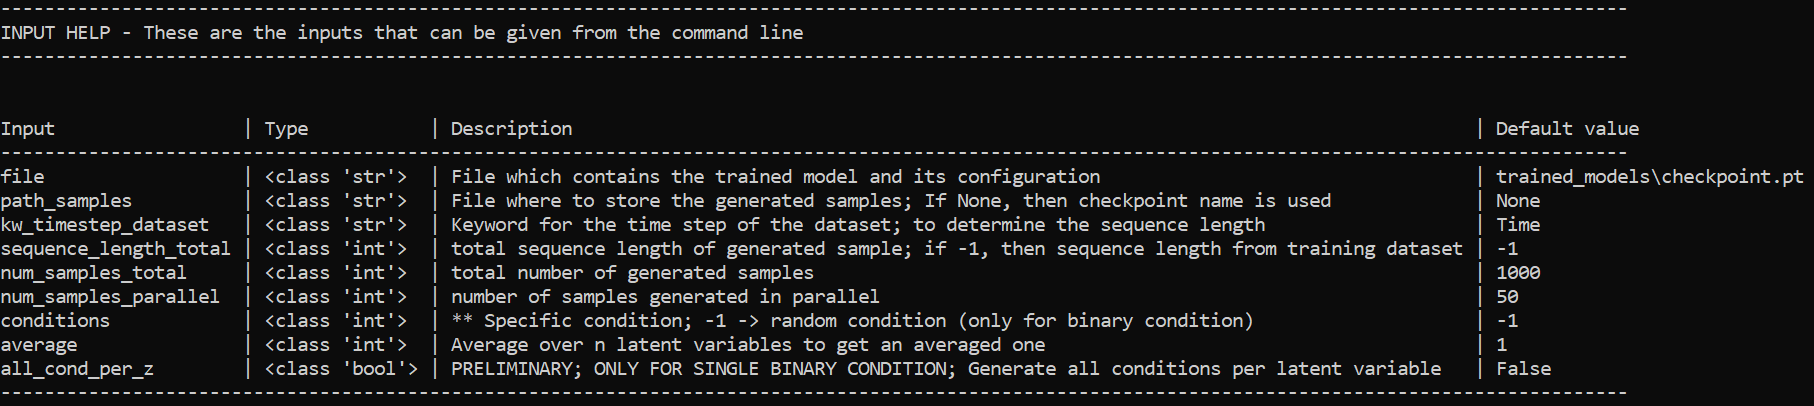 ----------------------------------------------------------------------------------------------------------------------------------------------------
INPUT HELP - These are the inputs that can be given from the command line
----------------------------------------------------------------------------------------------------------------------------------------------------
Input                 | Type           | Description                                                                                  | Default value
----------------------------------------------------------------------------------------------------------------------------------------------------
file                  | <class 'str'>  | File which contains the trained model and its configuration                                  | trained_models\checkpoint.pt
path_samples          | <class 'str'>  | File where to store the generated samples; If None, then checkpoint name is used             | None
kw_timestep_dataset   | <class 'str'>  | Keyword for the time step of the dataset; to determine the sequence length                   | Time
sequence_length_total | <class 'int'>  | total sequence length of generated sample; if -1, then sequence length from training dataset | -1
num_samples_total     | <class 'int'>  | total number of generated samples                                                            | 1000
num_samples_parallel  | <class 'int'>  | number of samples generated in parallel                                                      | 50
conditions            | <class 'int'>  | ** Specific condition; -1 -> random condition (only for binary condition)                    | -1
average               | <class 'int'>  | Average over n latent variables to get an averaged one                                       | 1
all_cond_per_z        | <class 'bool'> | PRELIMINARY; ONLY FOR SINGLE BINARY CONDITION; Generate all conditions per latent variable   | False
----------------------------------------------------------------------------------------------------------------------------------------------------